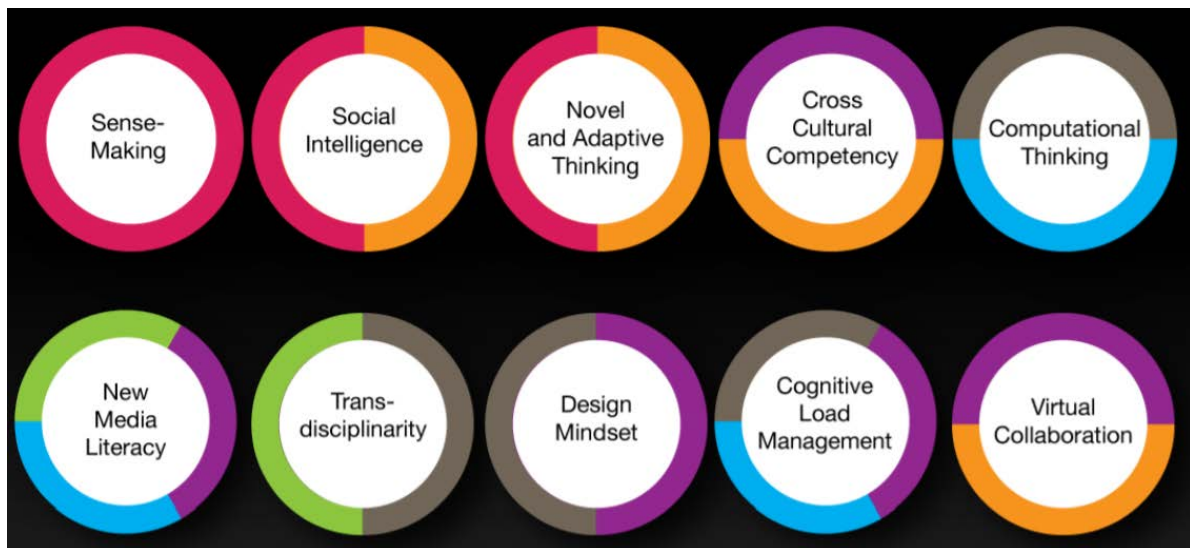 Sense-
Making
Social
Intelligence
Novel
and Adaptive
Thinking
Cross
Cultural
Competency
Computational
Thinking
New
Media
Literacy
Trans-
disciplinarity
Design
Mindset
Cognitive
Load
Management
Virtual
Collaboration